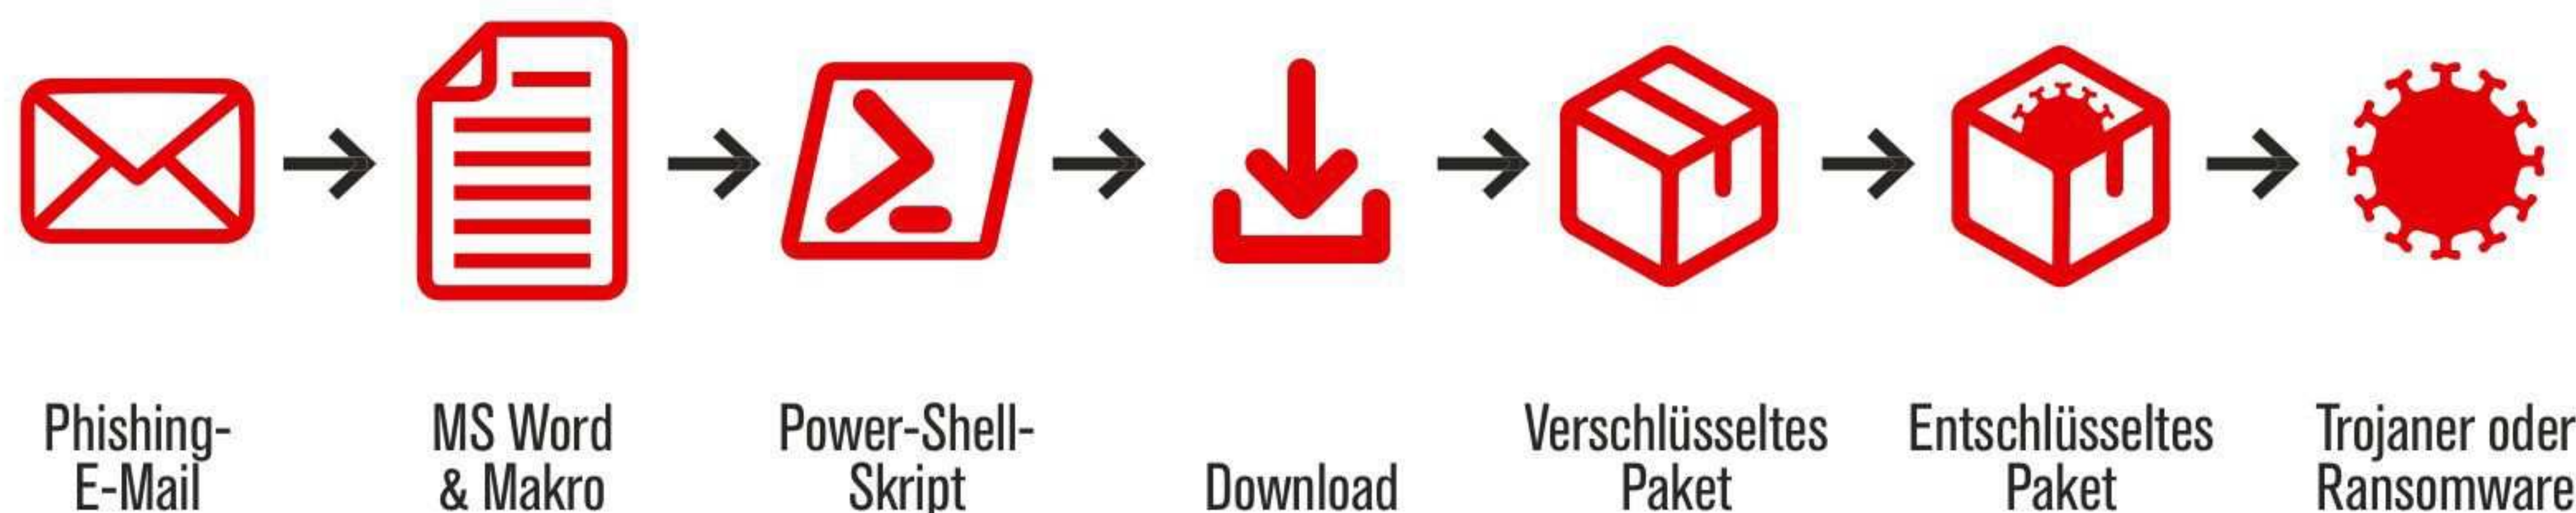 Phishing-
E-Mail
MS Word
& Makro
Power-Shell-
Skript
Download
Verschlüsseltes
Paket
Entschlüsseltes
Paket
Trojaner oder
Ransomware